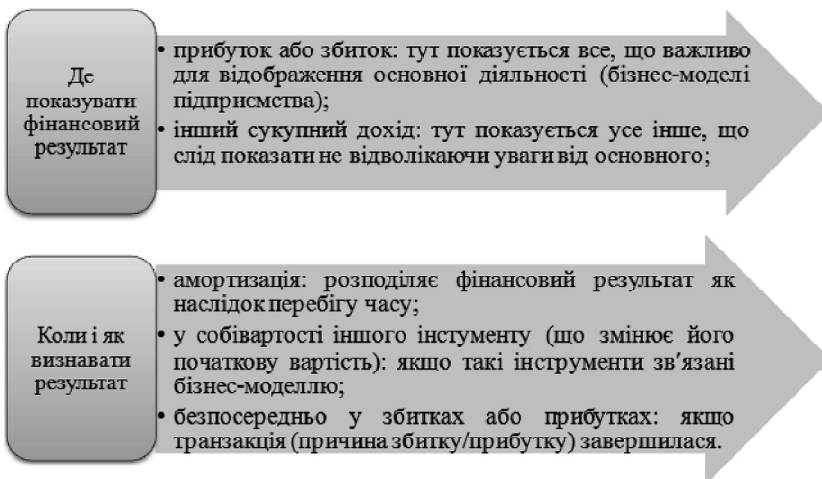 Де
показувати
фінансовий
результат
• прибуток або збиток: тут показується все, що важливо
для відображення основної діяльності (бізнес-моделі
підприємства);
• інший сукупний дохід: тут показується усе інше, що
слід показати не відволікаючи уваги від основного;
Коли і як
визнавати
результат
• амортизація: розподіляє фінансовий результат як
наслідок перебігу часу;
• у собівартості іншого інстументу (що змінює його
початкову вартість): якщо такі інструменти зв'язані
бізнес-моделлю;
• безпосередньо у збитках або прибутках: якщо
транзакція (причина збитку/прибутку) завершилася.